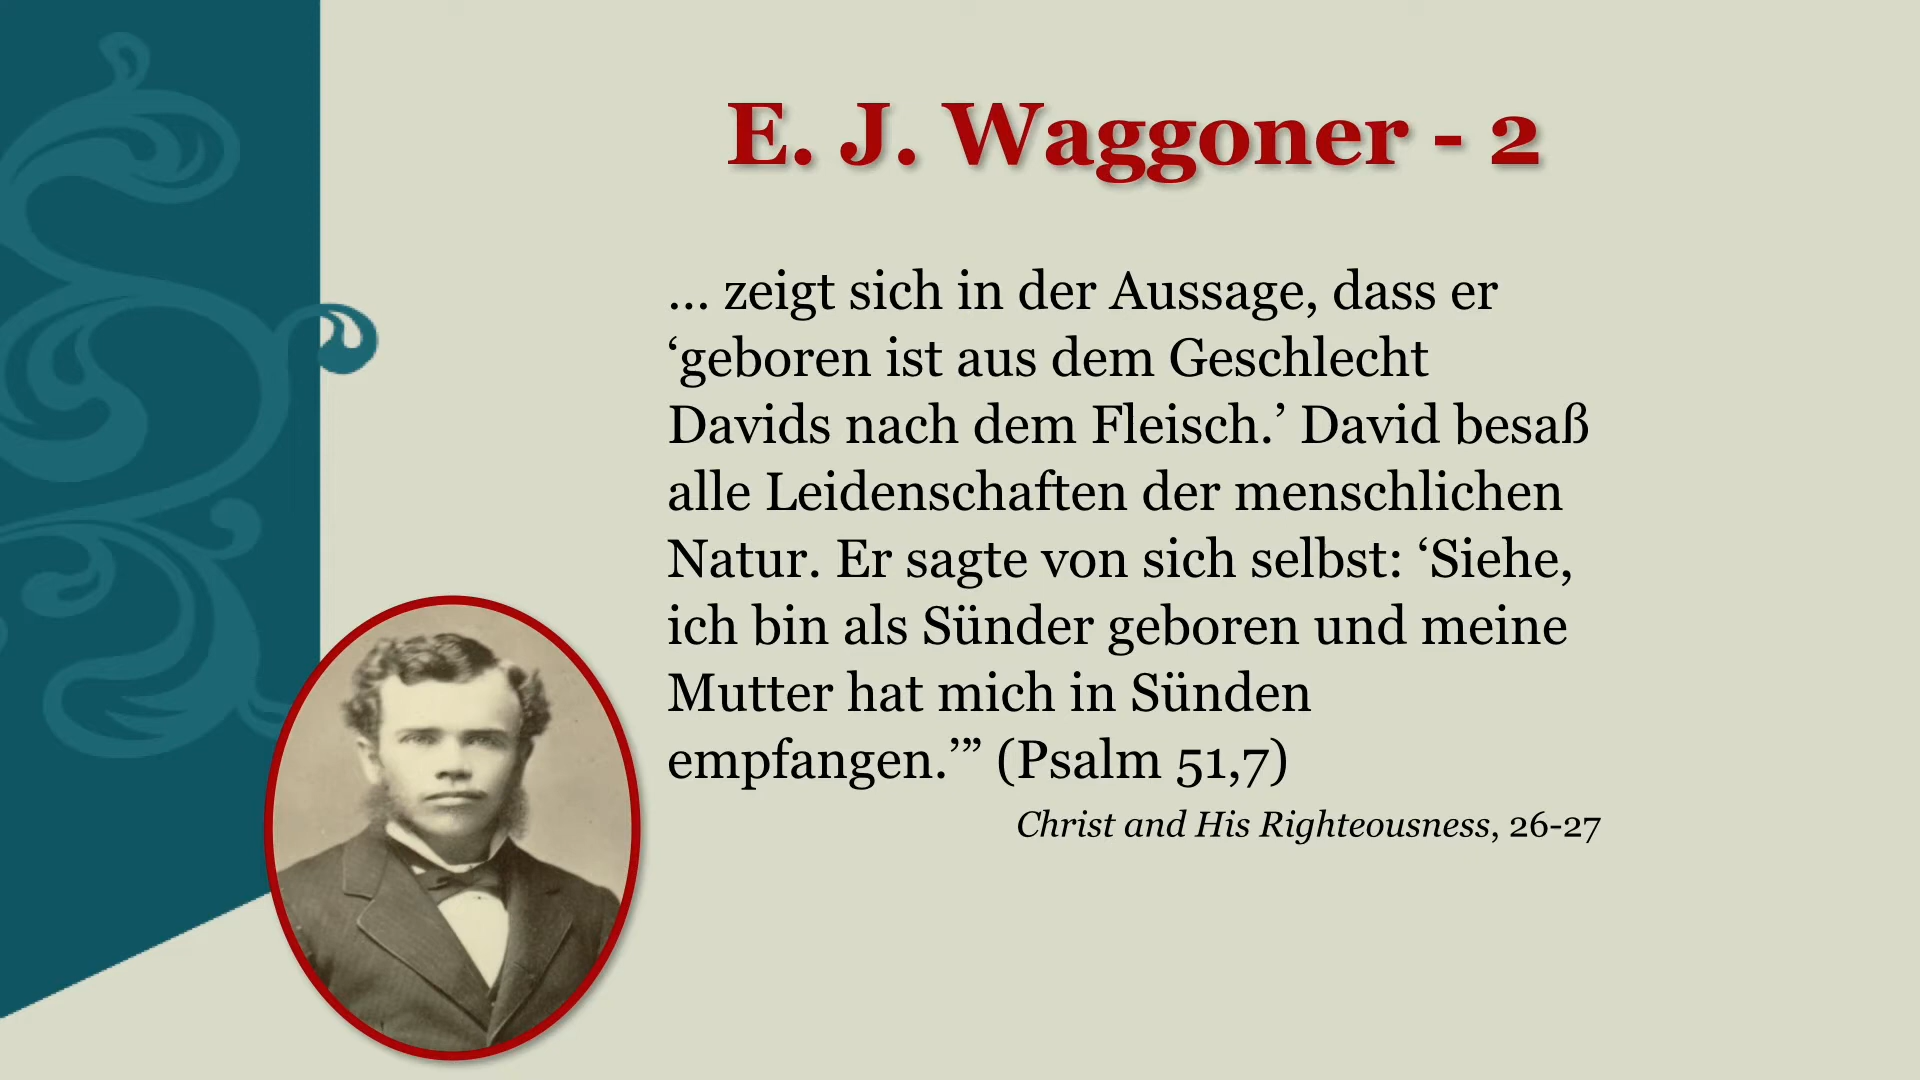 E. J. Waggoner - 2
… zeigt sich in der Aussage, dass er
‘geboren ist aus dem Geschlecht
Davids nach dem Fleisch.’ David besaß
alle Leidenschaften der menschlichen
Natur. Er sagte von sich selbst: ‘Siehe,
ich bin als Sünder geboren und meine
Mutter hat mich in Sünden
empfangen.’” (Psalm 51,7)
Christ and His Righteousness, 26-27